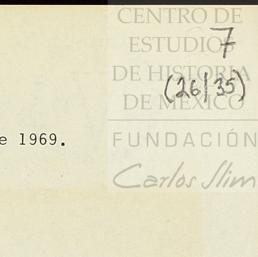 CENTRO DE
ESTUDIOS
7
DE HISTORIA
DE MÉXICO
(26/35)
e 1969.
FUNDACIÓN
Carlos Slim